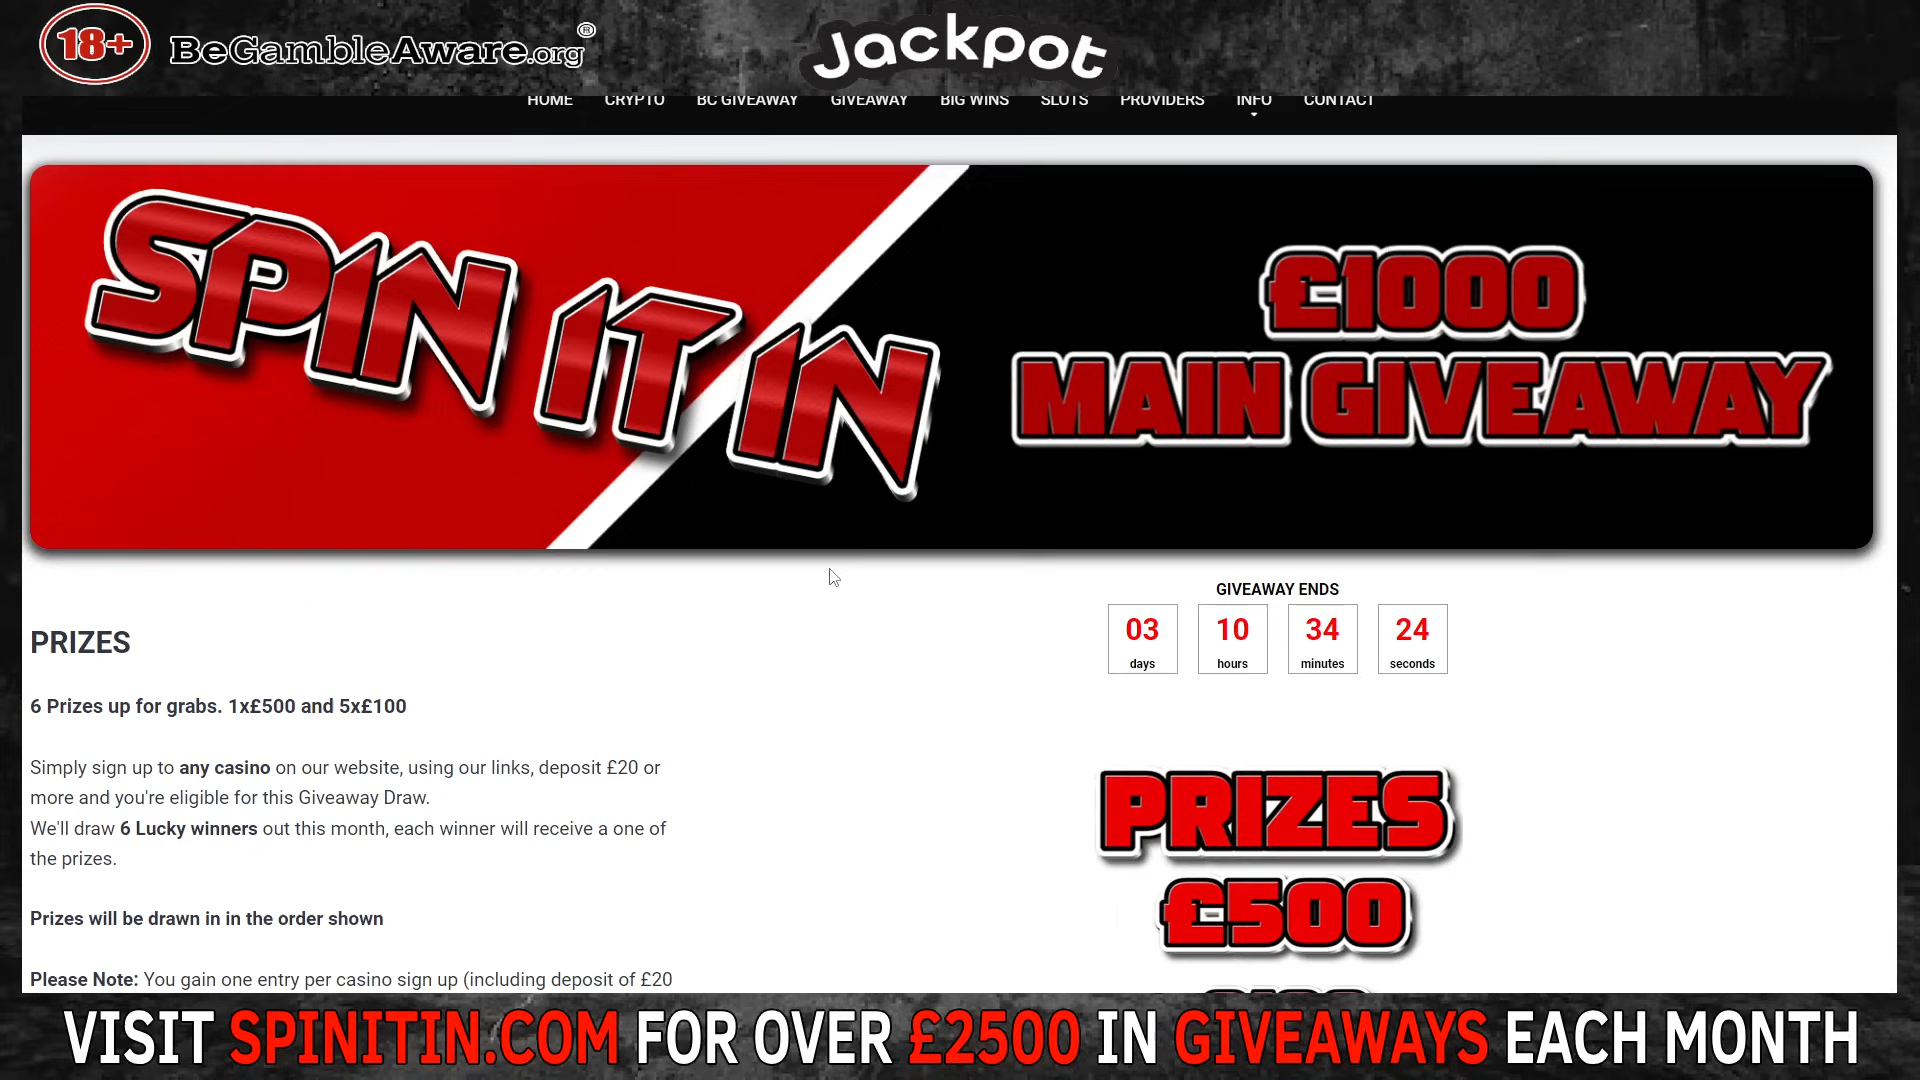 18+ BeGambleAware.org®
Jackpot
HOME CRYPTO BC GIVEAWAY GIVEAWAY BIG WINS SLOTS PROVIDERS INFO CONTACT
SPIN IT IN
£1000
MAIN GIVEAWAY
GIVEAWAY ENDS
03 10 34 24
days hours minutes seconds
PRIZES
6 Prizes up for grabs. 1x£500 and 5x£100
Simply sign up to any casino on our website, using our links, deposit £20 or
more and you're eligible for this Giveaway Draw.
We'll draw 6 Lucky winners out this month, each winner will receive a one of
the prizes.
Prizes will be drawn in in the order shown
Please Note: You gain one entry per casino sign up (including deposit of £20
PRIZES
£500
VISIT SPINITIN.COM FOR OVER £2500 IN GIVEAWAYS EACH MONTH